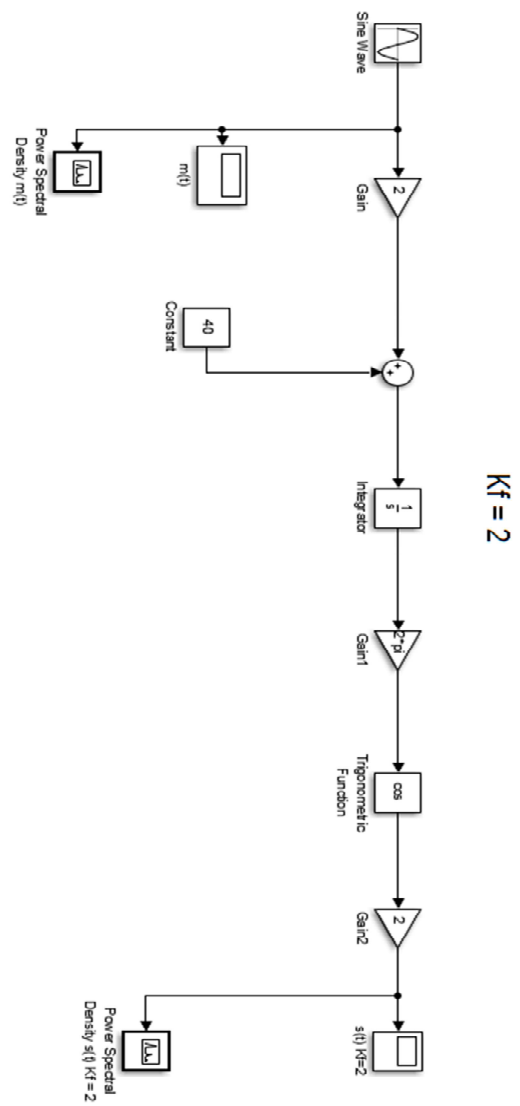 Kf = 2
Sine Wave
2
Gain
m(t)
Power Spectral
Density m(t)
40
Constant
+
+
1
s
Integrator
2*pi
Gain1
cos
Trigonometric
Function
2
Gain2
s(t) Kf=2
Power Spectral
Density s(t) Kf = 2